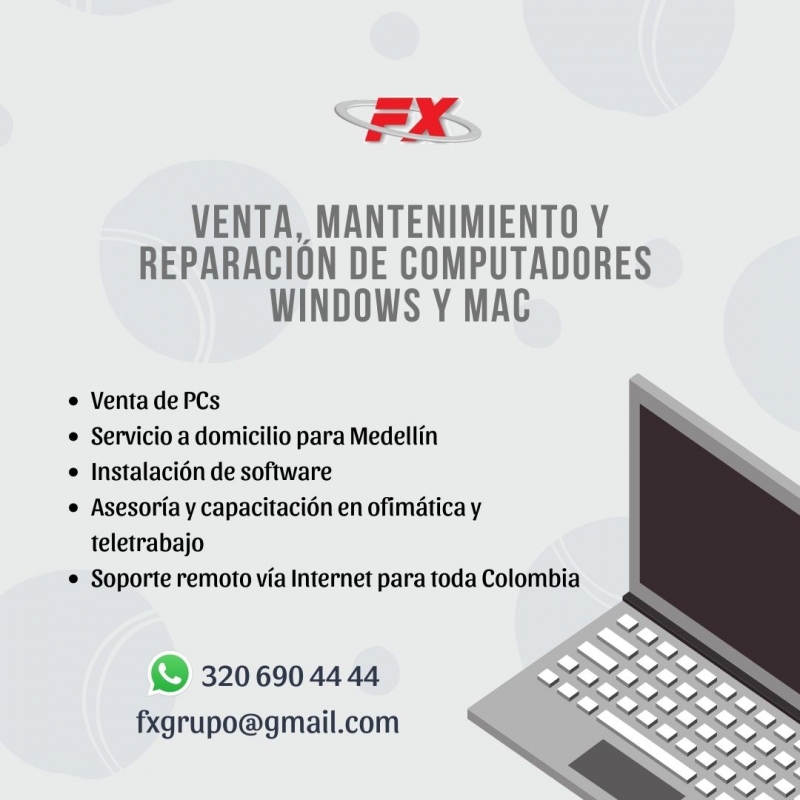 FX
VENTA, MANTENIMIENTO Y
REPARACIÓN DE COMPUTADORES
WINDOWS Y MAC
• Venta de PCs
• Servicio a domicilio para Medellín
• Instalación de software
• Asesoría y capacitación en ofimática y
teletrabajo
• Soporte remoto vía Internet para toda Colombia
320 690 44 44
fxgrupo@gmail.com